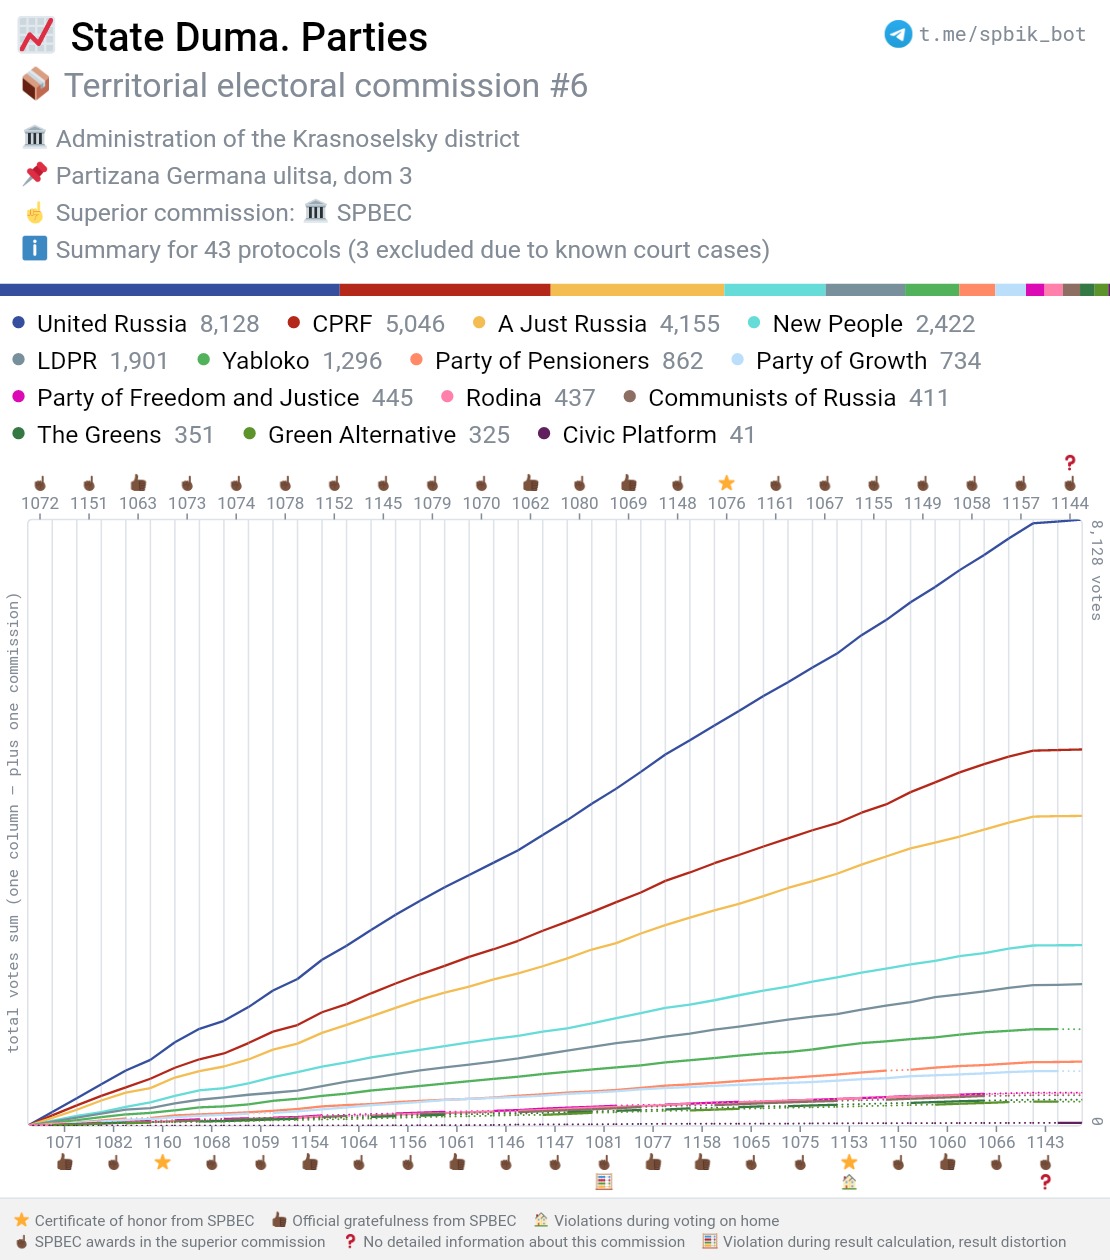 State Duma. Parties
t.me/spbik_bot
Territorial electoral commission #6
Administration of the Krasnoselsky district
Partizana Germana ulitsa, dom 3
Superior commission: SPBEC
Summary for 43 protocols (3 excluded due to known court cases)
United Russia 8,128 CPRF 5,046 A Just Russia 4,155 New People 2,422
LDPR 1,901 Yabloko 1,296 Party of Pensioners 862 Party of Growth 734
Party of Freedom and Justice 445 Rodina 437 Communists of Russia 411
The Greens 351 Green Alternative 325 Civic Platform 41
1072 1151 1063 1073 1074 1078 1152 1145 1079 1070 1062 1080 1069 1148 1076 1161 1067 1155 1149 1058 1157 1144
8,128 votes
total votes sum (one column – plus one commission)
0
1071 1082 1160 1068 1059 1154 1064 1156 1061 1146 1147 1081 1077 1158 1065 1075 1153 1150 1060 1066 1143
Certificate of honor from SPBEC Official gratefulness from SPBEC Violations during voting on home
SPBEC awards in the superior commission No detailed information about this commission Violation during result calculation, result distortion